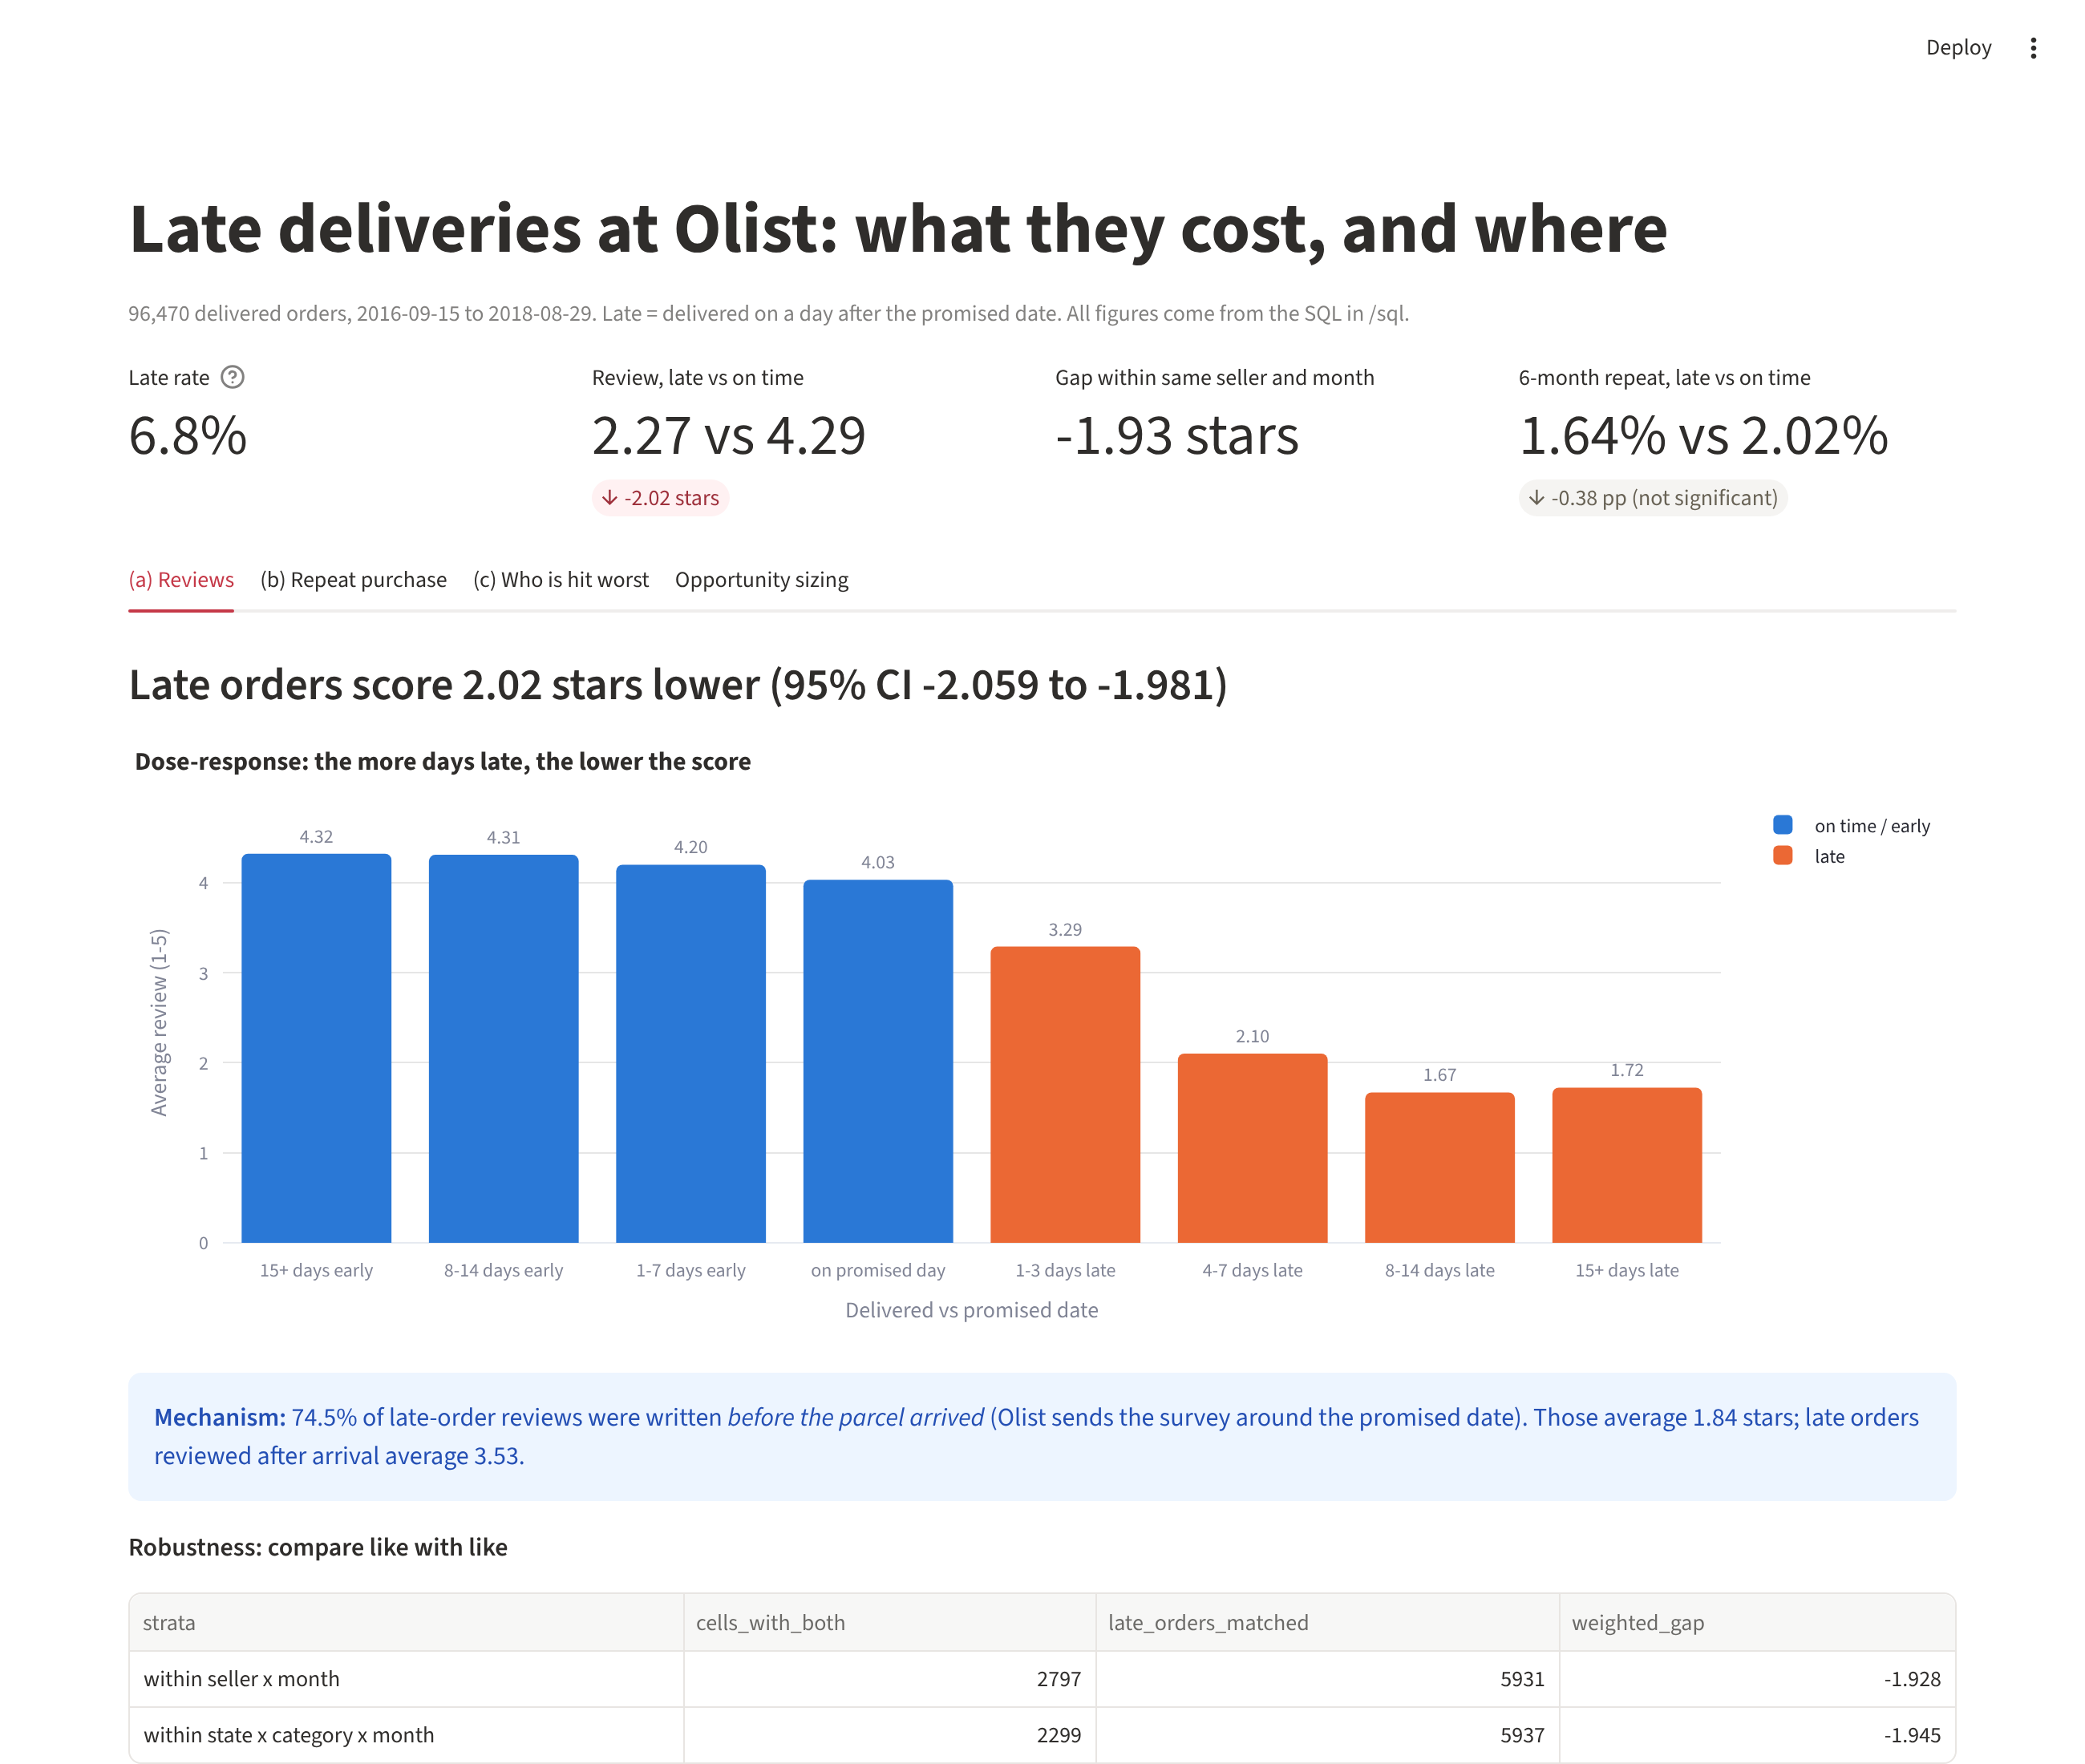 Deploy
Late deliveries at Olist: what they cost, and where
96,470 delivered orders, 2016-09-15 to 2018-08-29. Late = delivered on a day after the promised date. All figures come from the SQL in /sql.
Late rate
6.8%
Review, late vs on time
2.27 vs 4.29
↓ -2.02 stars
Gap within same seller and month
-1.93 stars
6-month repeat, late vs on time
1.64% vs 2.02%
↓ -0.38 pp (not significant)
(a) Reviews (b) Repeat purchase (c) Who is hit worst Opportunity sizing
Late orders score 2.02 stars lower (95% CI -2.059 to -1.981)
Dose-response: the more days late, the lower the score
on time / early
late
Average review (1-5)
4
3
2
1
0
4.32 4.31 4.20 4.03 3.29 2.10 1.67 1.72
15+ days early 8-14 days early 1-7 days early on promised day 1-3 days late 4-7 days late 8-14 days late 15+ days late
Delivered vs promised date
Mechanism: 74.5% of late-order reviews were written before the parcel arrived (Olist sends the survey around the promised date). Those average 1.84 stars; late orders
reviewed after arrival average 3.53.
Robustness: compare like with like
strata cells_with_both late_orders_matched weighted_gap
within seller x month 2797 5931 -1.928
within state x category x month 2299 5937 -1.945